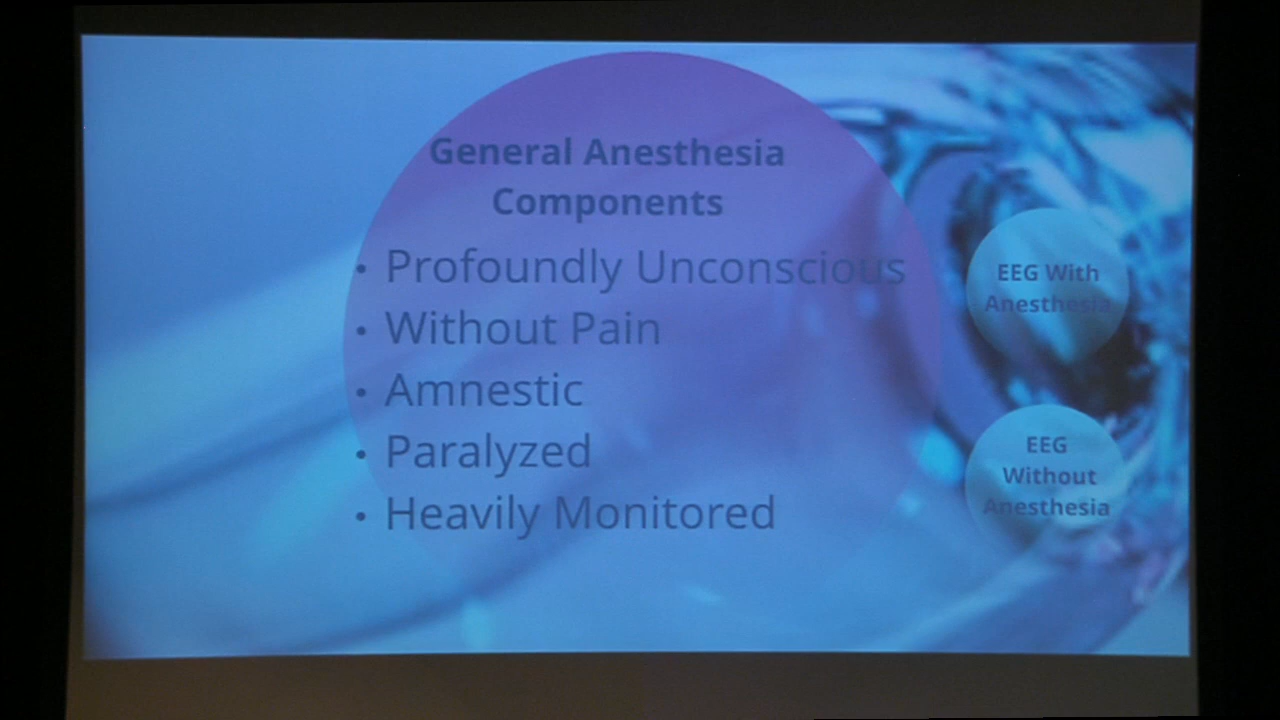 General Anesthesia
Components
• Profoundly Unconscious
• Without Pain
• Amnestic
• Paralyzed
• Heavily Monitored
EEG With
Anesthesia
EEG
Without
Anesthesia